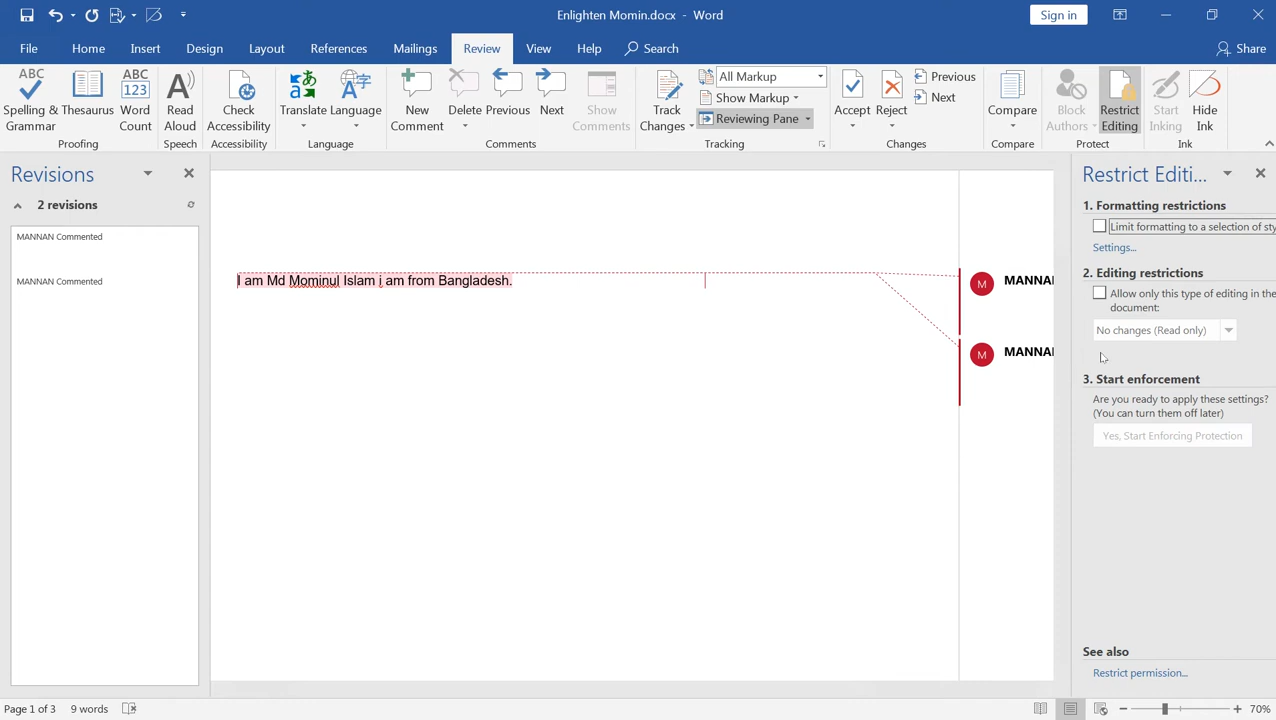 Enlighten Momin.docx - Word
Sign in
File Home Insert Design Layout References Mailings Review View Help Search Share
ABC Spelling & Grammar
Thesaurus
ABC 123 Word Count
Read Aloud
Check Accessibility
Translate
Language
New Comment
Delete
Previous
Next
Show Comments
Track Changes
All Markup
Show Markup
Reviewing Pane
Accept
Reject
Previous
Next
Compare
Block Authors
Restrict Editing
Start Inking
Hide Ink
Proofing Speech Accessibility Language Comments Tracking Changes Compare Protect Ink
Revisions
2 revisions
MANNAN Commented
MANNAN Commented
I am Md Mominul Islam i am from Bangladesh.
M MANNA
M MANNA
Restrict Editi...
1. Formatting restrictions
Limit formatting to a selection of sty
Settings...
2. Editing restrictions
Allow only this type of editing in the
document:
No changes (Read only)
3. Start enforcement
Are you ready to apply these settings?
(You can turn them off later)
Yes, Start Enforcing Protection
See also
Restrict permission...
Page 1 of 3 9 words 70%